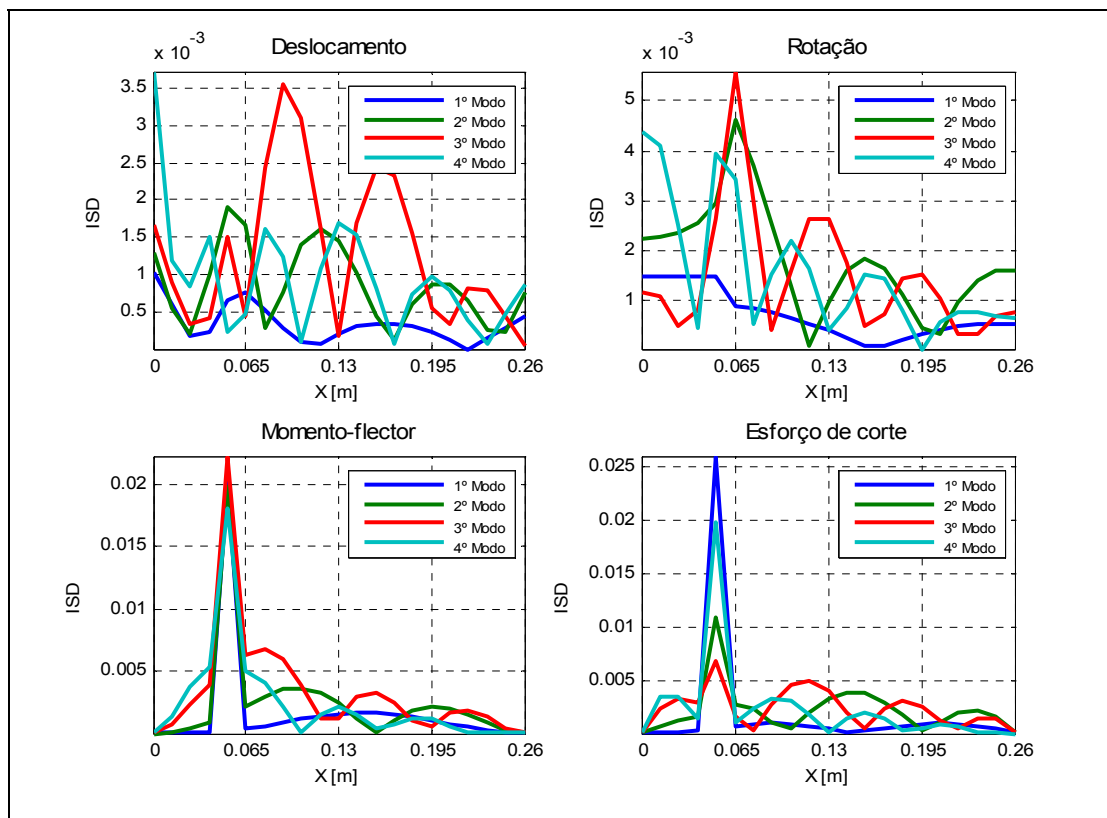 x 10⁻³
Deslocamento
3.5
3
2.5
2
1.5
1
0.5
ISD
0 0.065 0.13 0.195 0.26
X [m]
1º Modo
2º Modo
3º Modo
4º Modo
x 10⁻³
Rotação
5
4
3
2
1
ISD
0 0.065 0.13 0.195 0.26
X [m]
1º Modo
2º Modo
3º Modo
4º Modo
Momento-flector
0.02
0.015
0.01
0.005
ISD
0 0.065 0.13 0.195 0.26
X [m]
1º Modo
2º Modo
3º Modo
4º Modo
Esforço de corte
0.025
0.02
0.015
0.01
0.005
ISD
0 0.065 0.13 0.195 0.26
X [m]
1º Modo
2º Modo
3º Modo
4º Modo